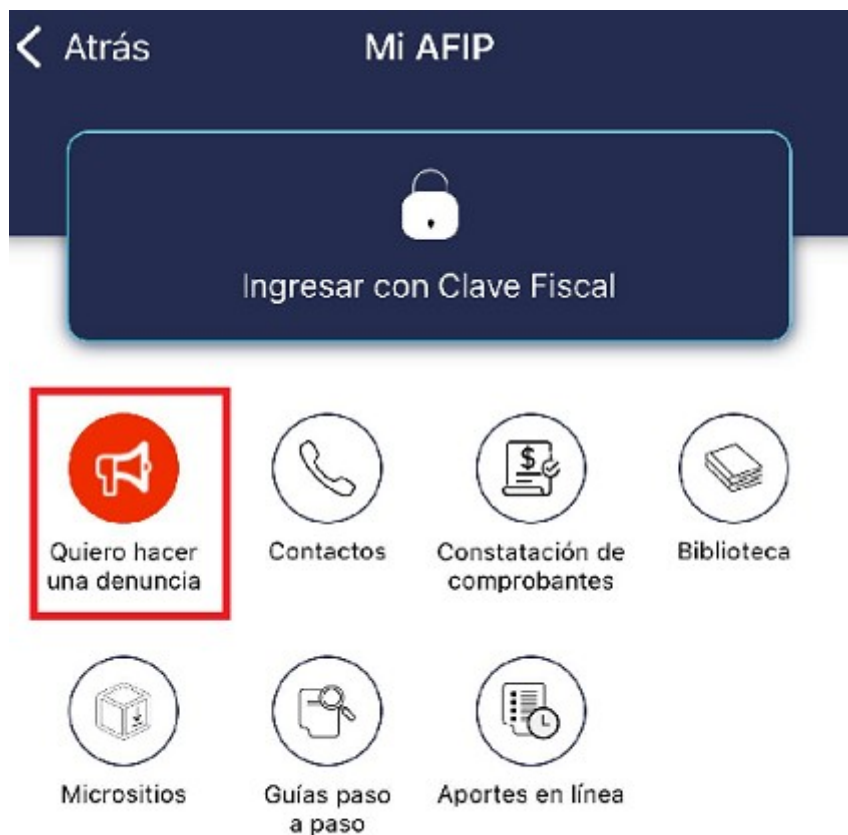 Atrás
Mi AFIP
Ingresar con Clave Fiscal
Quiero hacer
una denuncia
Contactos
Constatación de
comprobantes
Biblioteca
Micrositios
Guías paso
a paso
Aportes en línea